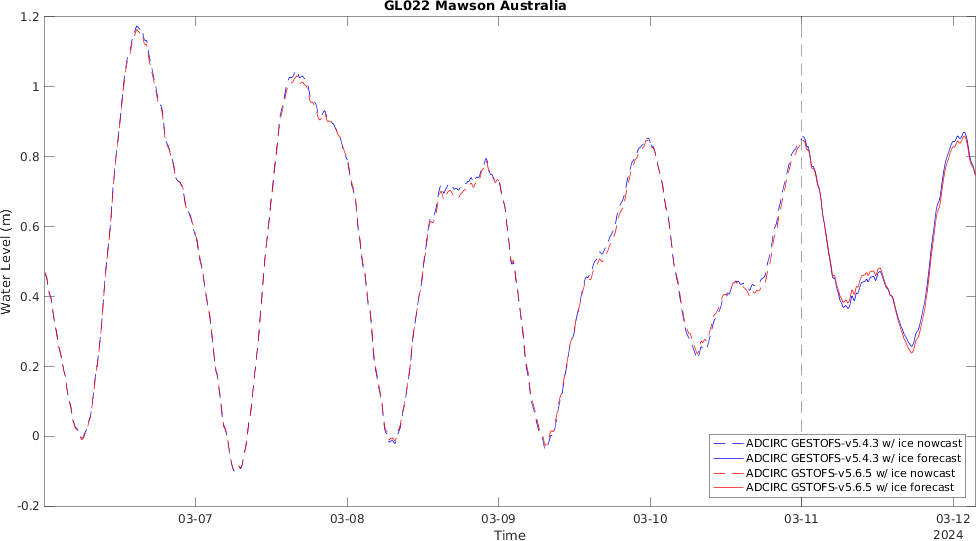 GL022 Mawson Australia
1.2
1
0.8
0.6
0.4
0.2
0
-0.2
Water Level (m)
03-07
03-08
03-09
03-10
03-11
03-12
2024
Time
ADCIRC GESTOFS-v5.4.3 w/ ice nowcast
ADCIRC GESTOFS-v5.4.3 w/ ice forecast
ADCIRC GSTOFS-v5.6.5 w/ ice nowcast
ADCIRC GSTOFS-v5.6.5 w/ ice forecast